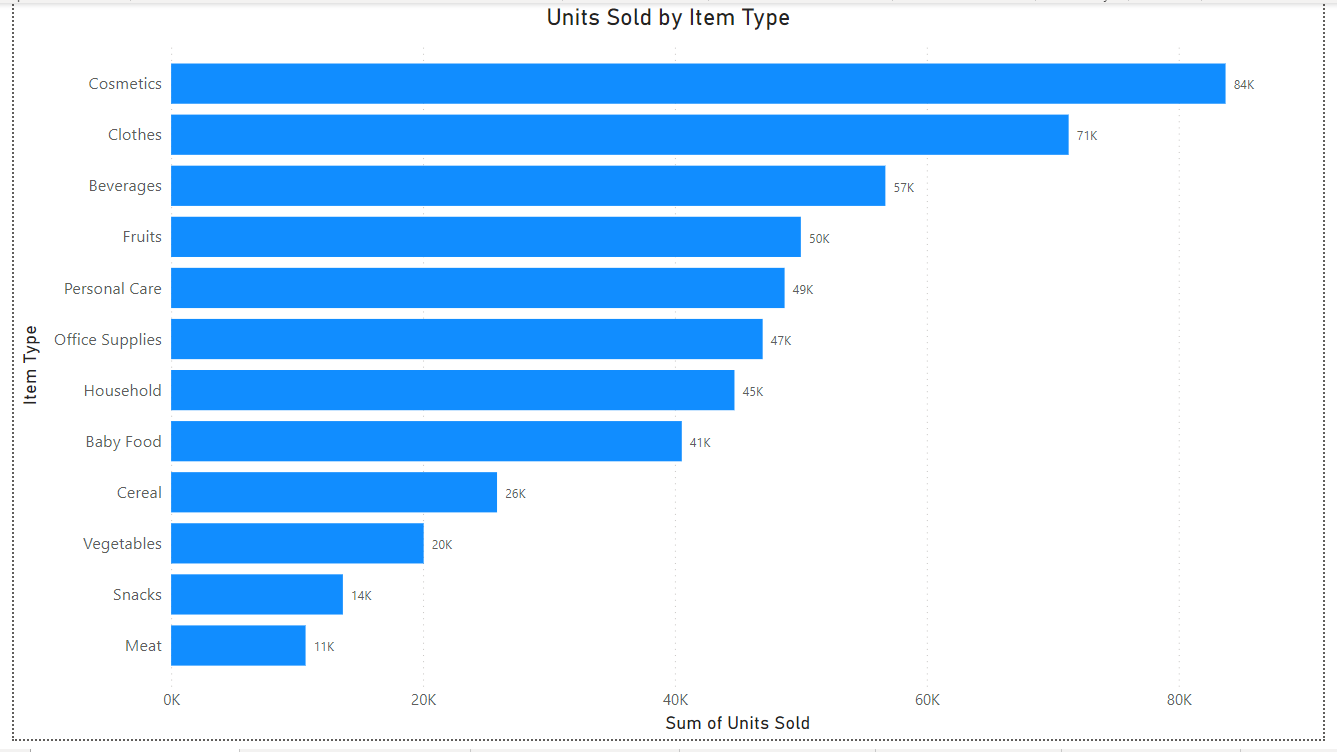 Units Sold by Item Type
Item Type
Cosmetics 84K
Clothes 71K
Beverages 57K
Fruits 50K
Personal Care 49K
Office Supplies 47K
Household 45K
Baby Food 41K
Cereal 26K
Vegetables 20K
Snacks 14K
Meat 11K
0K 20K 40K 60K 80K
Sum of Units Sold